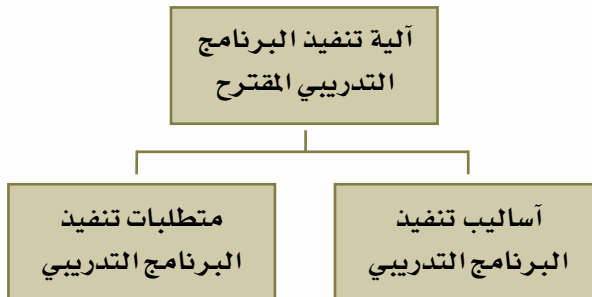 آلية تنفيذ البرنامج
التدريبي المقترح
آساليب تنفيذ
البرنامج التدريبي
متطلبات تنفيذ
البرنامج التدريبي